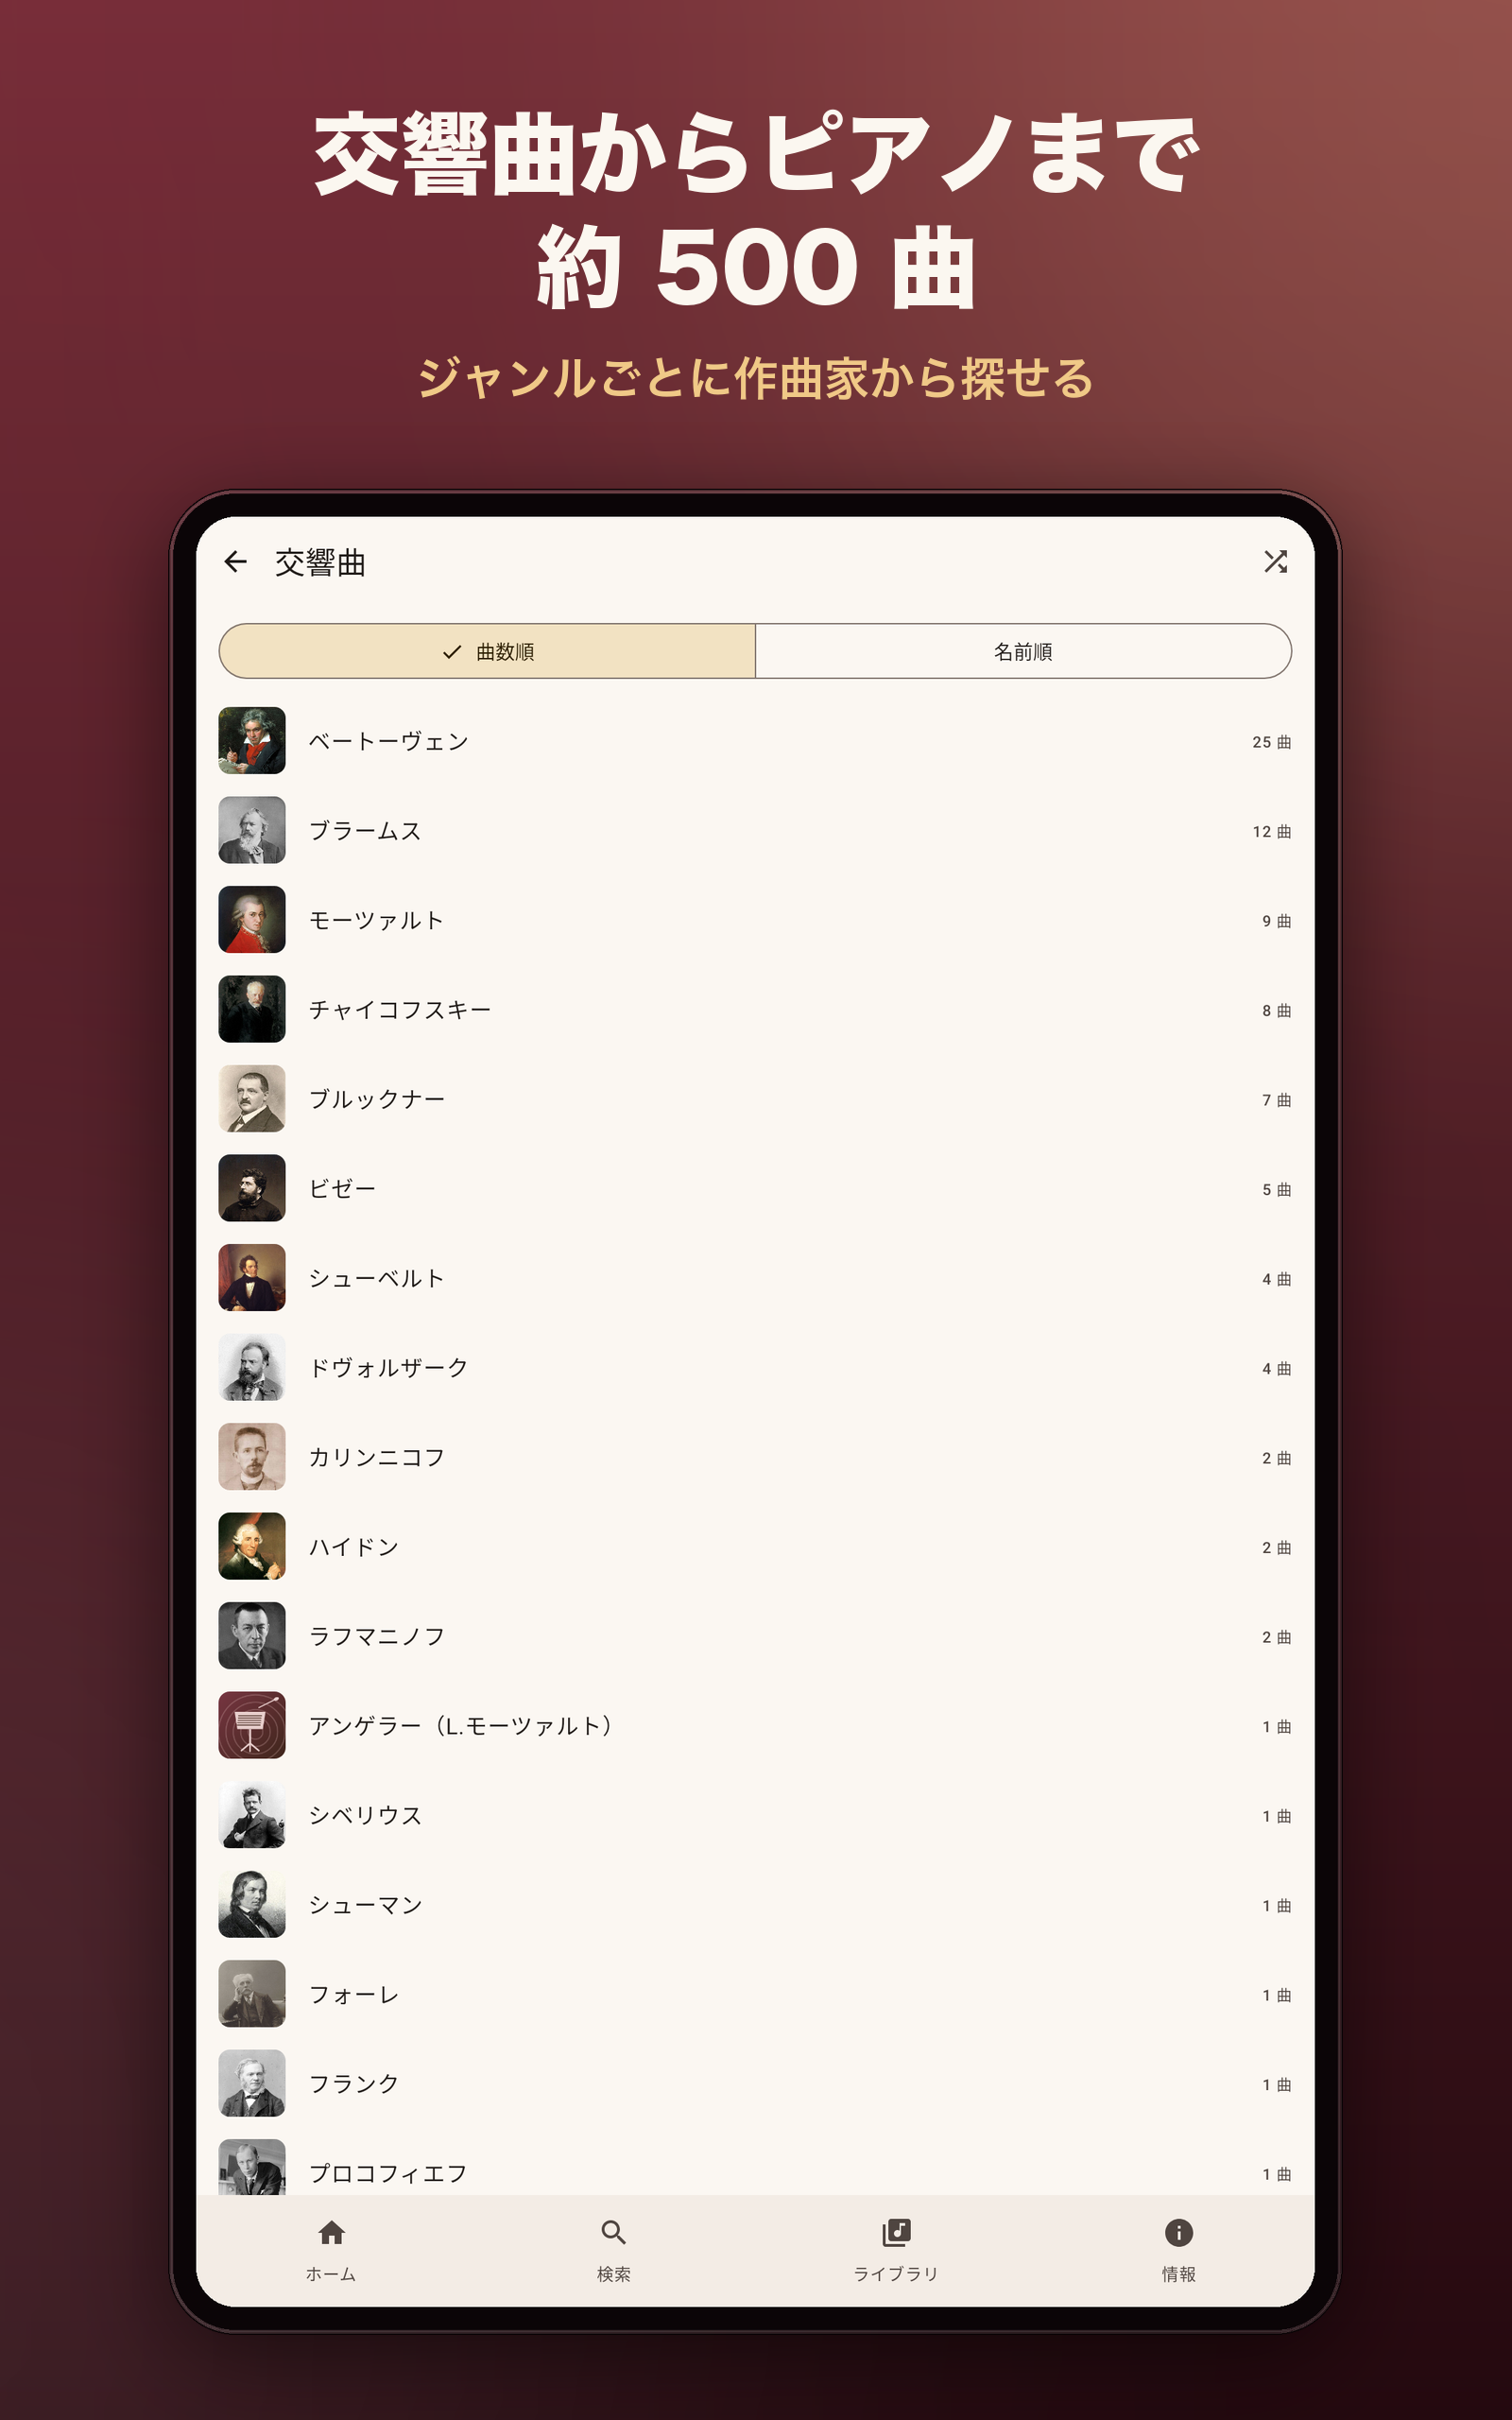 交響曲からピアノまで
約 500 曲
ジャンルごとに作曲家から探せる
交響曲
曲数順
名前順
ベートーヴェン 25 曲
ブラームス 12 曲
モーツァルト 9 曲
チャイコフスキー 8 曲
ブルックナー 7 曲
ビゼー 5 曲
シューベルト 4 曲
ドヴォルザーク 4 曲
カリンニコフ 2 曲
ハイドン 2 曲
ラフマニノフ 2 曲
アンゲラー（L.モーツァルト） 1 曲
シベリウス 1 曲
シューマン 1 曲
フォーレ 1 曲
フランク 1 曲
プロコフィエフ 1 曲
ホーム
検索
ライブラリ
情報